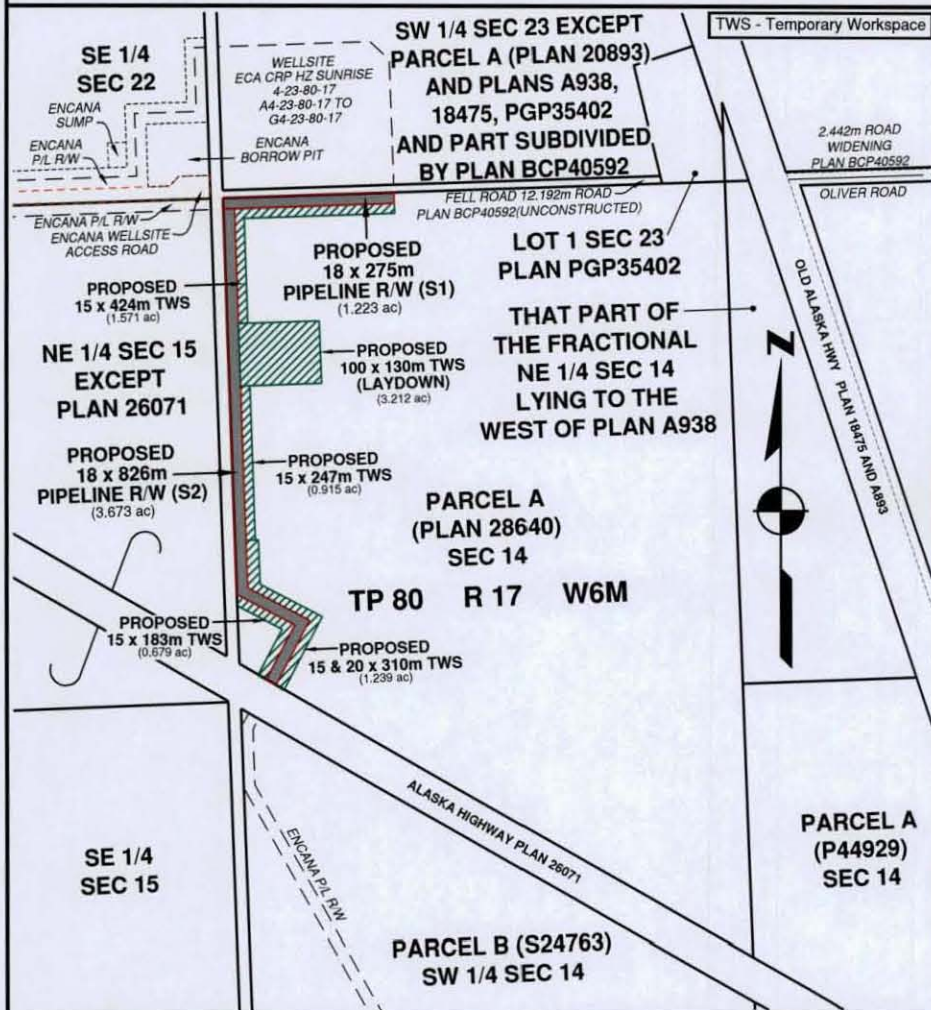 TWS - Temporary Workspace
SE 1/4
SEC 22
ENCANA
SUMP
ENCANA
P/L R/W
WELLSITE
ECA CRP HZ SUNRISE
4-23-80-17
A4-23-80-17 TO
G4-23-80-17
ENCANA
BORROW PIT
SW 1/4 SEC 23 EXCEPT
PARCEL A (PLAN 20893)
AND PLANS A938,
18475, PGP35402
AND PART SUBDIVIDED
BY PLAN BCP40592
2.442m ROAD
WIDENING
PLAN BCP40592
OLIVER ROAD
FELL ROAD 12.192m ROAD
PLAN BCP40592(UNCONSTRUCTED)
ENCANA P/L R/W
ENCANA WELLSITE
ACCESS ROAD
PROPOSED
18 x 275m
PIPELINE R/W (S1)
(1.223 ac)
LOT 1 SEC 23
PLAN PGP35402
PROPOSED
15 x 424m TWS
(1.571 ac)
OLD ALASKA HWY PLAN 18475 AND A893
THAT PART OF
THE FRACTIONAL
NE 1/4 SEC 14
LYING TO THE
WEST OF PLAN A938
NE 1/4 SEC 15
EXCEPT
PLAN 26071
PROPOSED
100 x 130m TWS
(LAYDOWN)
(3.212 ac)
Z
PROPOSED
18 x 826m
PIPELINE R/W (S2)
(3.673 ac)
PROPOSED
15 x 247m TWS
(0.915 ac)
PARCEL A
(PLAN 28640)
SEC 14
TP 80 R 17 W6M
PROPOSED
15 x 183m TWS
(0.679 ac)
PROPOSED
15 & 20 x 310m TWS
(1.239 ac)
ALASKA HIGHWAY PLAN 26071
SE 1/4
SEC 15
ENCANA P/L R/W
PARCEL A
(P44929)
SEC 14
PARCEL B (S24763)
SW 1/4 SEC 14